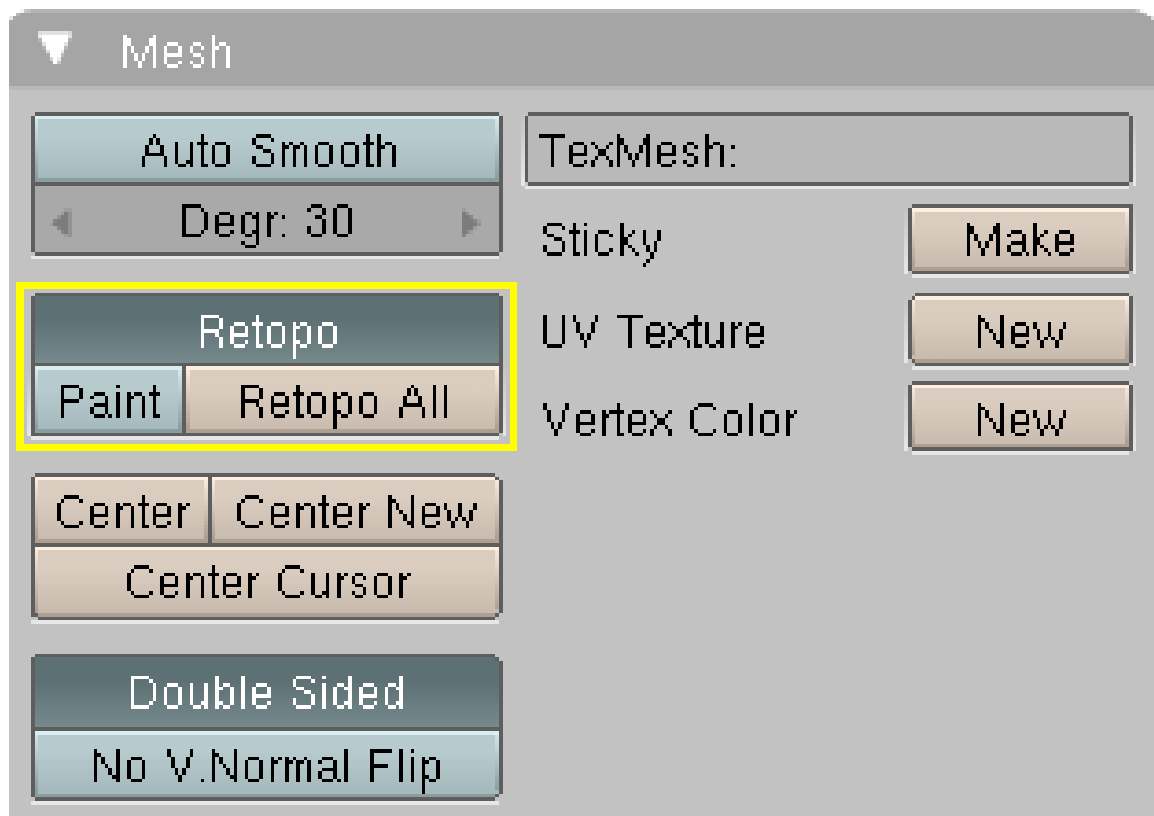 Mesh
Auto Smooth
Degr: 30
Retopo
Paint Retopo All
Center Center New
Center Cursor
Double Sided
No V.Normal Flip
TexMesh:
Sticky Make
UV Texture New
Vertex Color New